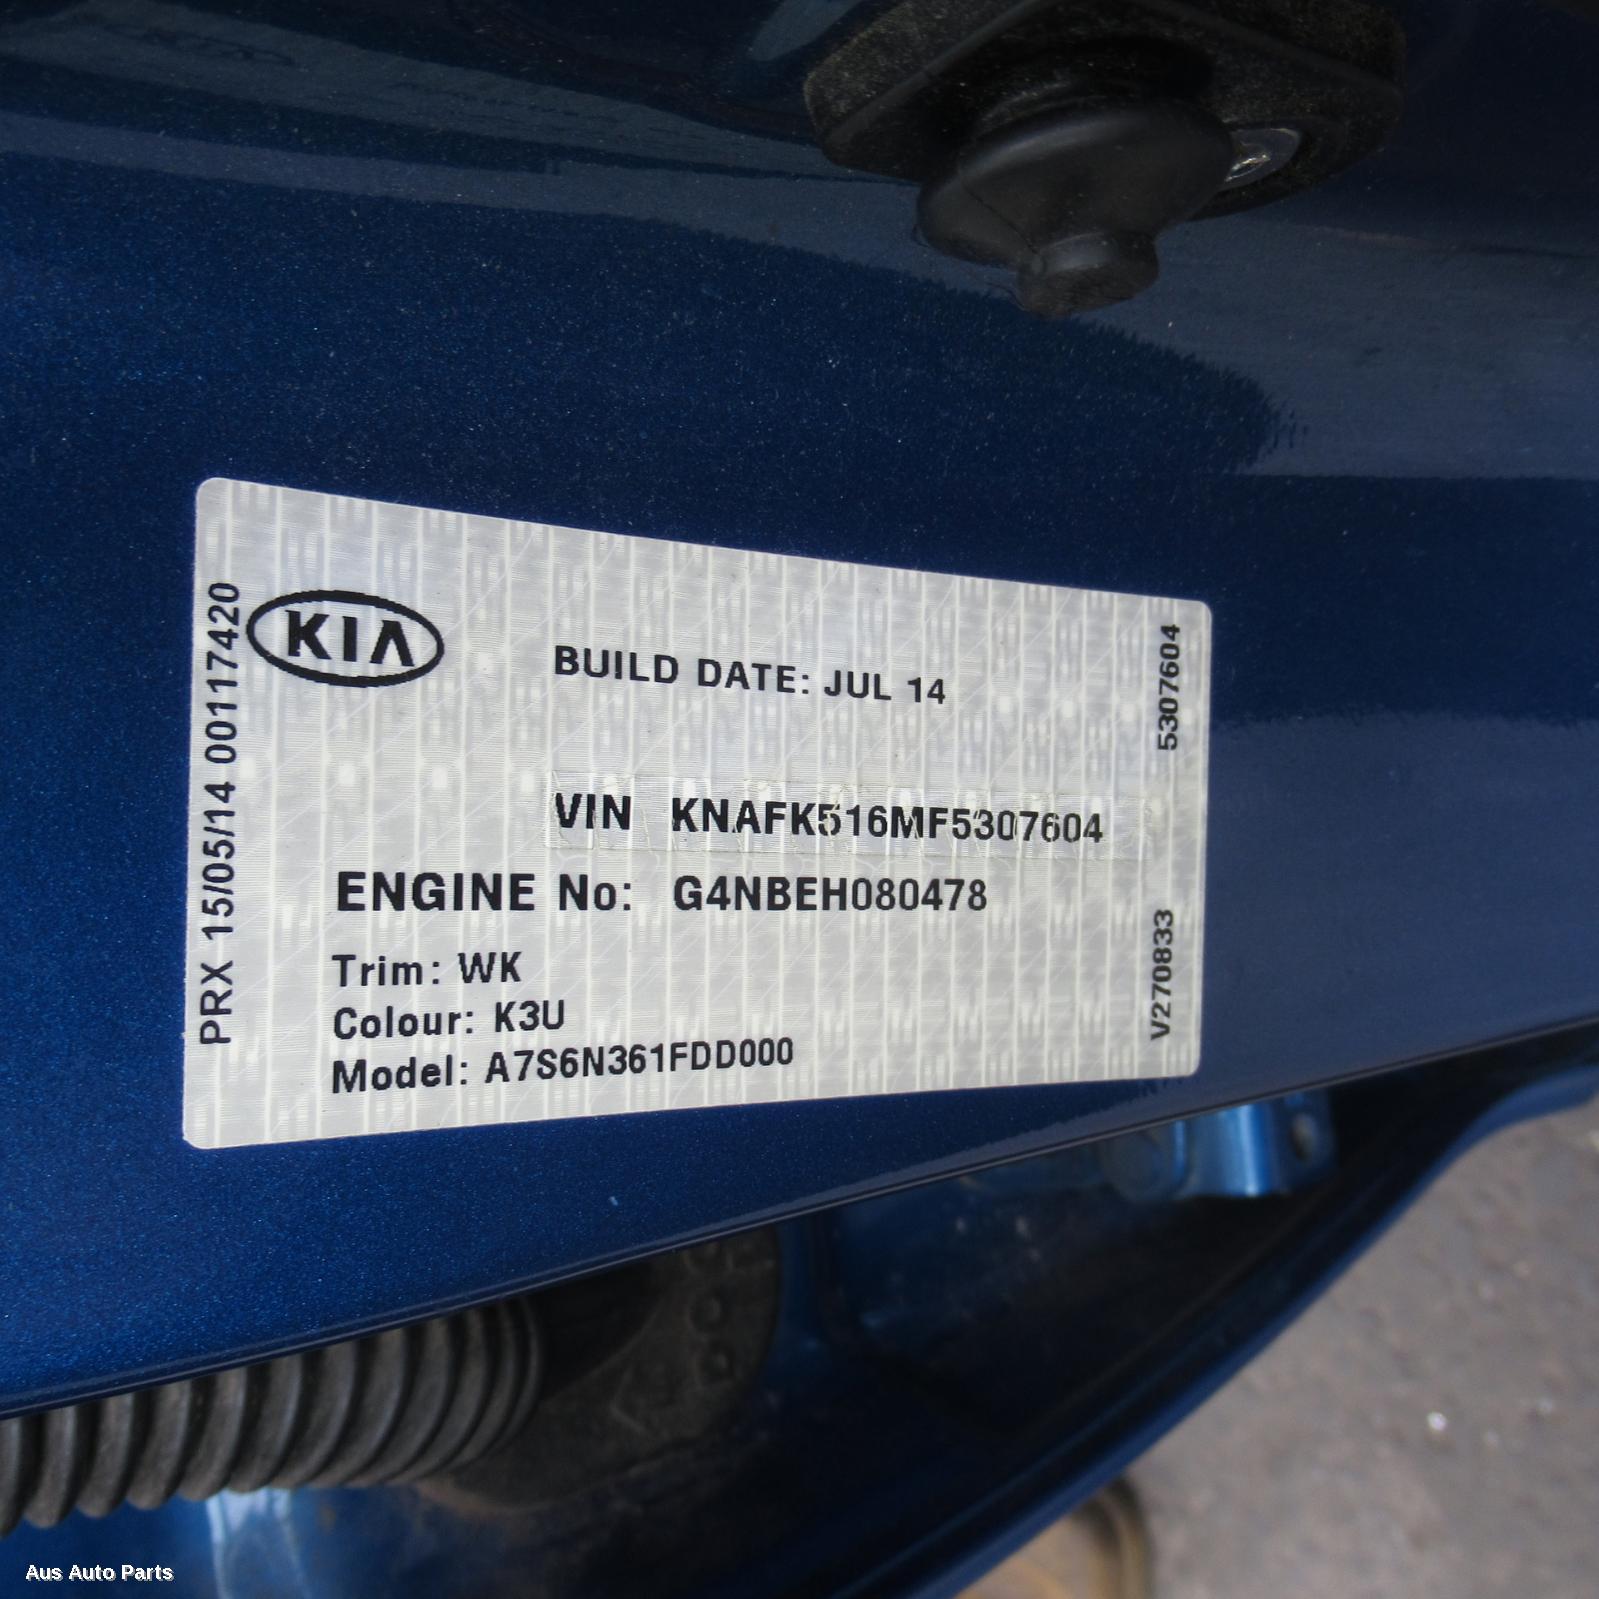 KIA
BUILD DATE: JUL 14
VIN KNAFK516MF5307604
ENGINE No: G4NBEH080478
Trim: WK
Colour: K3U
Model: A7S6N361FDD000
PRX 15/05/14 00117420
5307604
V270833
Aus Auto Parts